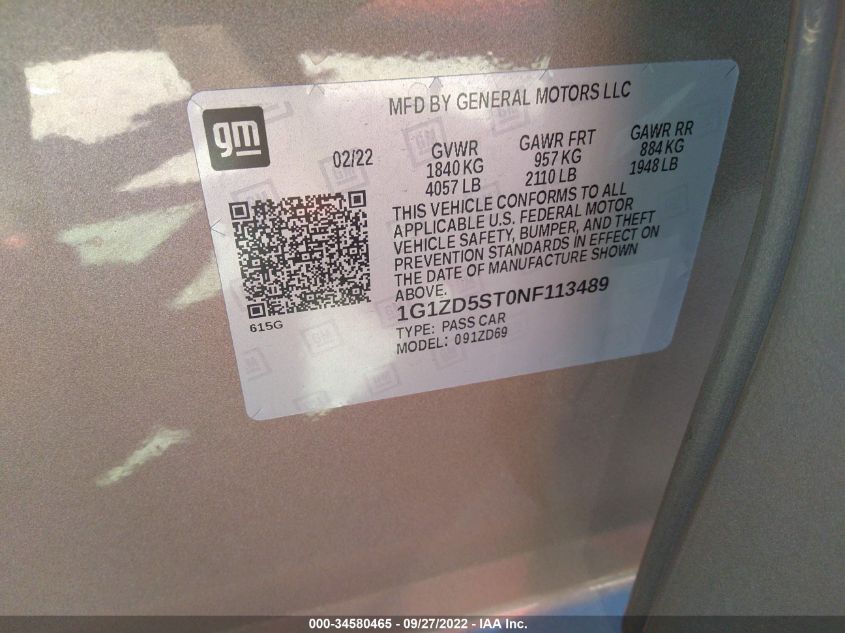 MFD BY GENERAL MOTORS LLC
gm
02/22
GVWR GAWR FRT GAWR RR
1840 KG 957 KG 884 KG
4057 LB 2110 LB 1948 LB
THIS VEHICLE CONFORMS TO ALL
APPLICABLE U.S. FEDERAL MOTOR
VEHICLE SAFETY, BUMPER, AND THEFT
PREVENTION STANDARDS IN EFFECT ON
THE DATE OF MANUFACTURE SHOWN
ABOVE.
615G
1G1ZD5ST0NF113489
TYPE: PASS CAR
MODEL: 091ZD69
000-34580465 - 09/27/2022 - IAA Inc.